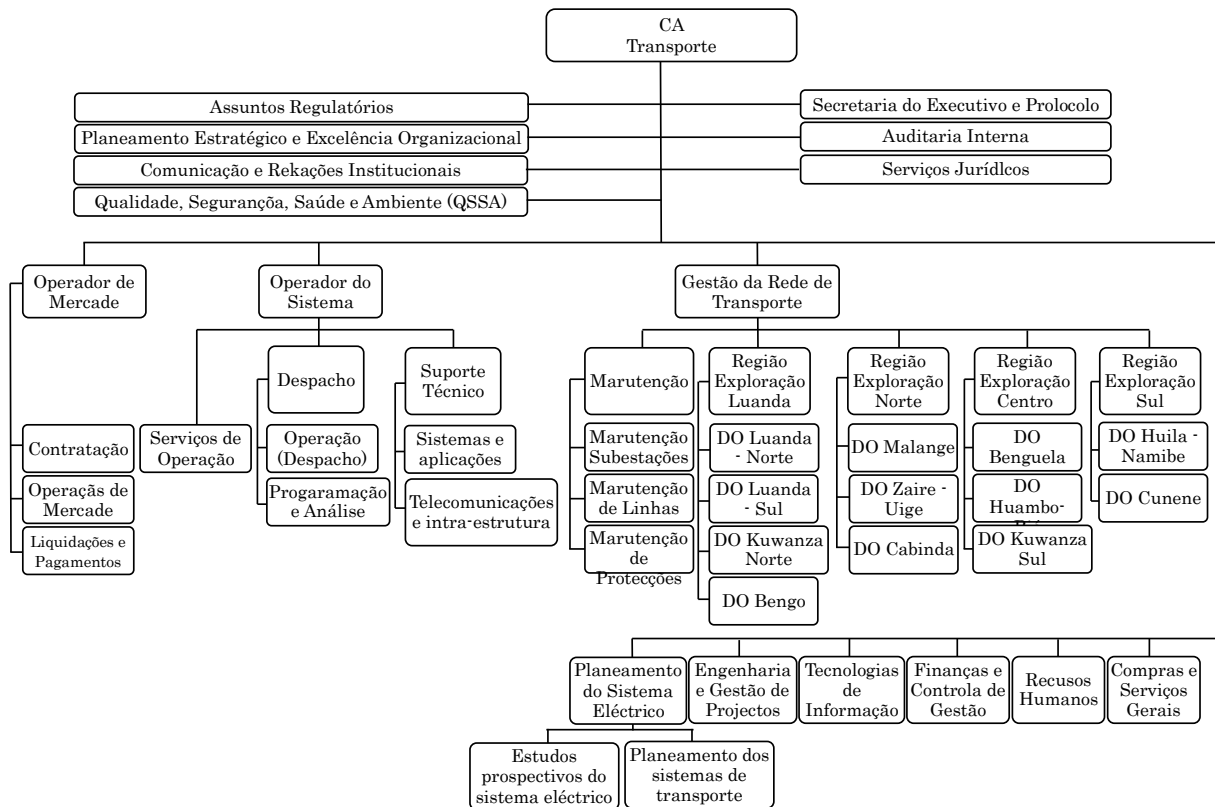 CA
Transporte
Assuntos Regulatórios
Secretaria do Executivo e Prolocolo
Planeamento Estratégico e Excelência Organizacional
Auditaria Interna
Comunicação e Rekações Institucionais
Serviços Jurídlcos
Qualidade, Segurançõa, Saúde e Ambiente (QSSA)
Operador de
Mercade
Operador do
Sistema
Gestão da Rede de
Transporte
Despacho
Suporte
Técnico
Marutenção
Região
Exploração
Luanda
Região
Exploração
Norte
Região
Exploração
Centro
Região
Exploração
Sul
Contratação
Serviços de
Operação
Operação
(Despacho)
Sistemas e
aplicações
Marutenção
Subestações
DO Luanda
- Norte
DO Malange
DO
Benguela
DO Huila -
Namibe
Operaçãs de
Mercade
Progaramação
e Análise
Telecomunicações
e intra-estrutura
Marutenção
de Linhas
DO Luanda
- Sul
DO Zaire -
Uige
DO
Huambo-
DO Cunene
Liquidações e
Pagamentos
Marutenção
de
Protecções
DO Kuwanza
Norte
DO Cabinda
DO Kuwanza
Sul
DO Bengo
Planeamento
do Sistema
Eléctrico
Engenharia
e Gestão de
Projectos
Tecnologias
de
Informação
Finanças e
Controla de
Gestão
Recusos
Humanos
Compras e
Serviços
Gerais
Estudos
prospectivos do
sistema eléctrico
Planeamento dos
sistemas de
transporte